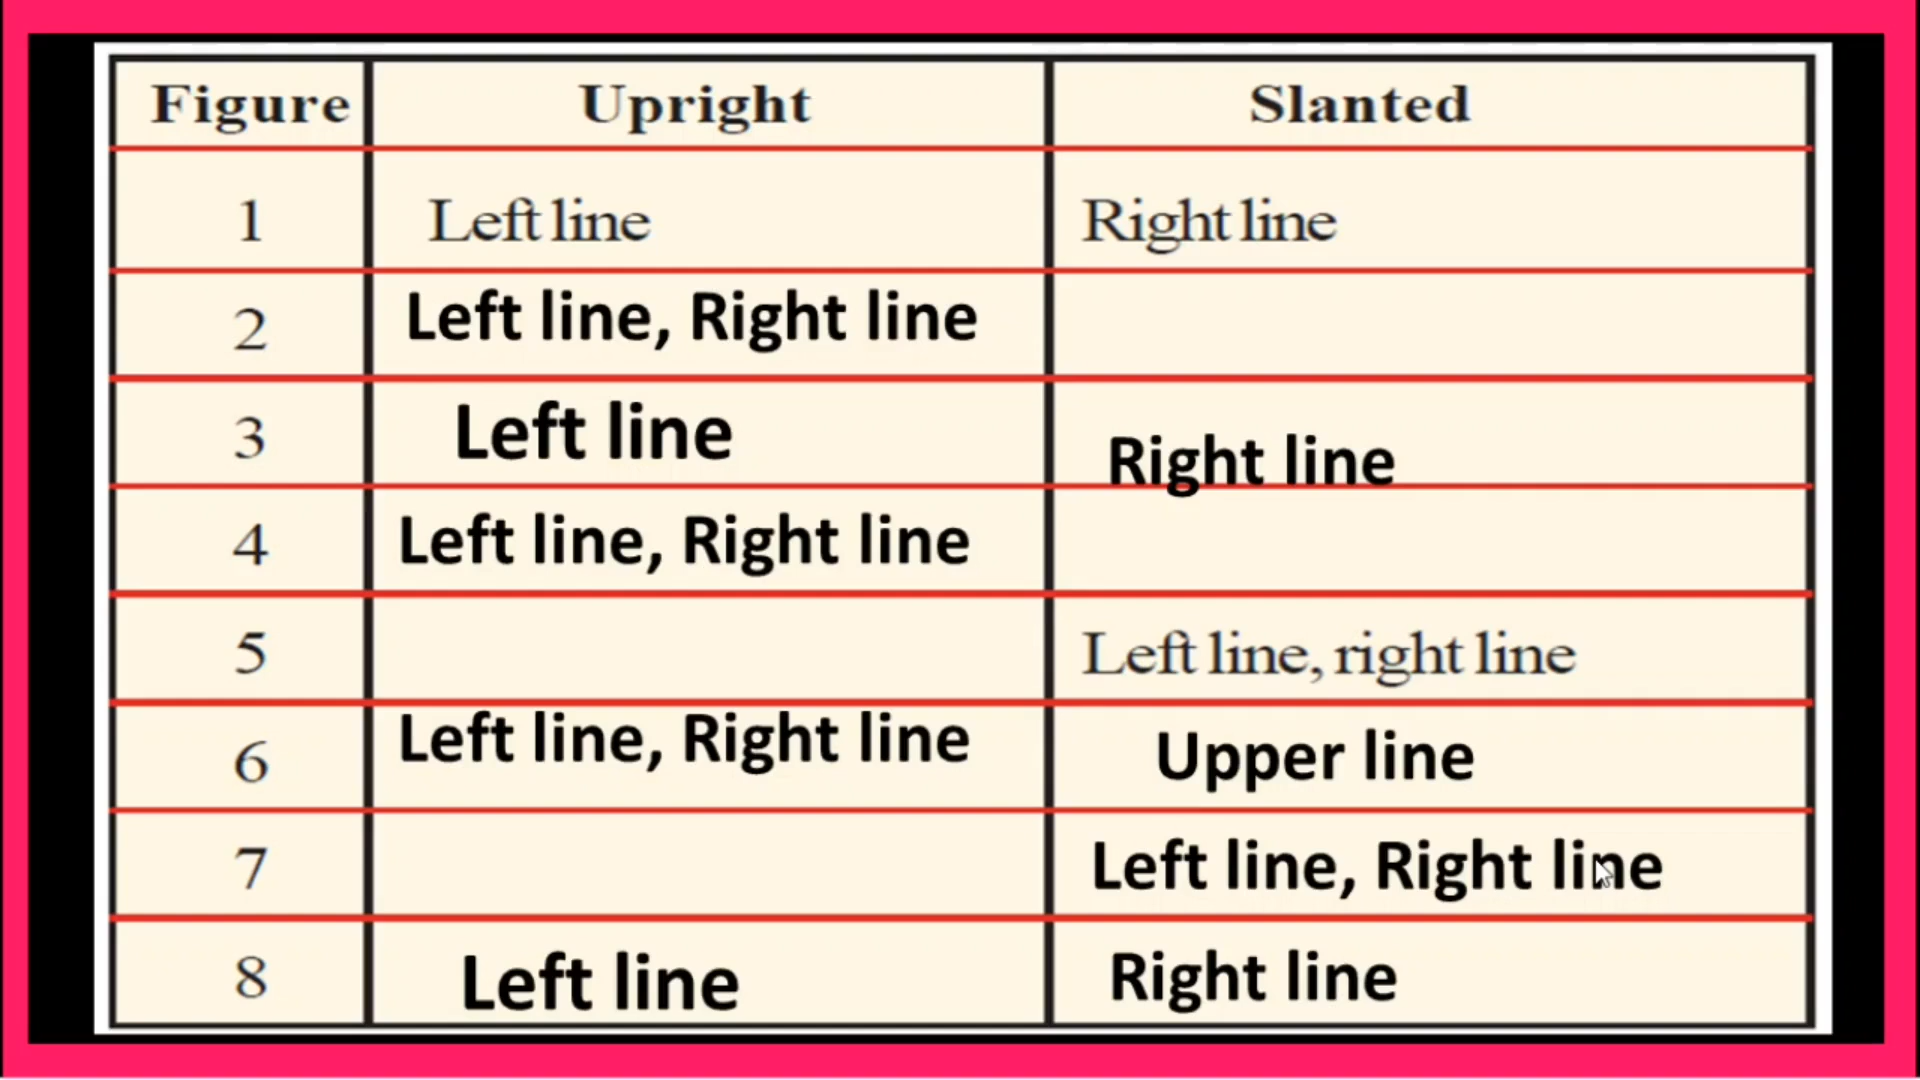 Figure Upright Slanted
1 Left line Right line
2 Left line, Right line
3 Left line Right line
4 Left line, Right line
5 Left line, right line
6 Left line, Right line Upper line
7 Left line, Right line
8 Left line Right line